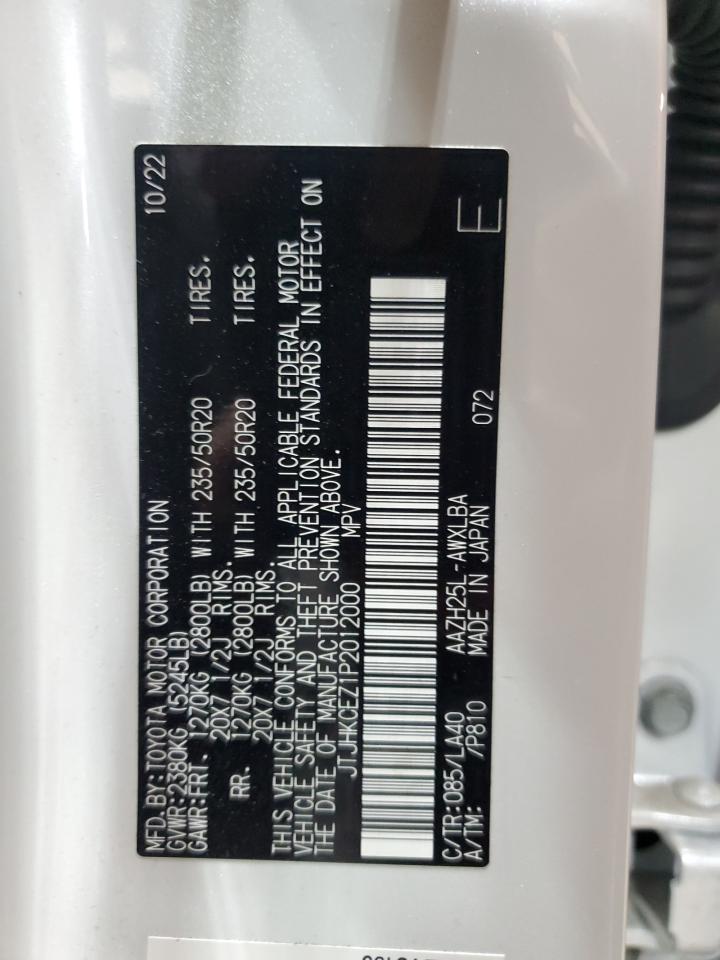 MFD. BY: TOYOTA MOTOR CORPORATION 10/22
GVWR: 2380KG (5245LB)
GAWR: FRT. 1270KG (2800LB) WITH 235/50R20 TIRES.
20X7 1/2J RIMS.
RR. 1270KG (2800LB) WITH 235/50R20 TIRES.
20X7 1/2J RIMS.
THIS VEHICLE CONFORMS TO ALL APPLICABLE FEDERAL MOTOR
VEHICLE SAFETY AND THEFT PREVENTION STANDARDS IN EFFECT ON
THE DATE OF MANUFACTURE SHOWN ABOVE.
JTJHKCEZ1P2012000 MPV
C/TR: 085/LA40 AAZH25L-AWXLBA
A/TM: /P810 MADE IN JAPAN 072 E